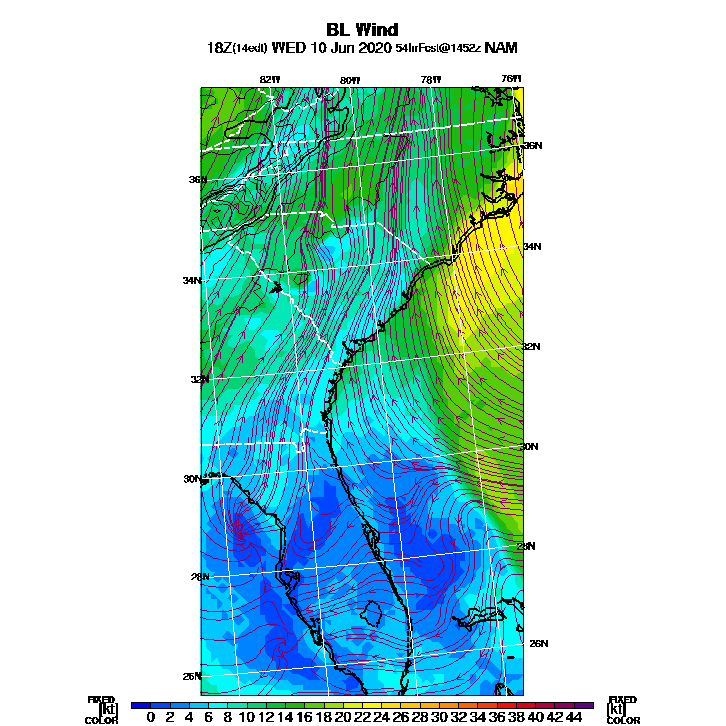 BL Wind
18Z(14edt) WED 10 Jun 2020 54hrFcst@1452z NAM
82W 80W 78W 76W
36N
36N
34N
34N
32N
32N
30N
30N
28N
28N
26N
26N
FIXED FIXED
[kt] 0 2 4 6 8 10 12 14 16 18 20 22 24 26 28 30 32 34 36 38 40 42 44 [kt]
COLOR COLOR